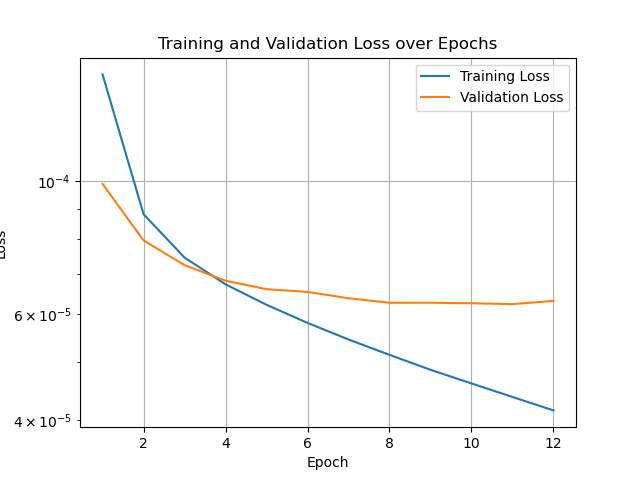 Training and Validation Loss over Epochs
Training Loss
Validation Loss
10⁻⁴
6 × 10⁻⁵
4 × 10⁻⁵
Loss
2 4 6 8 10 12
Epoch